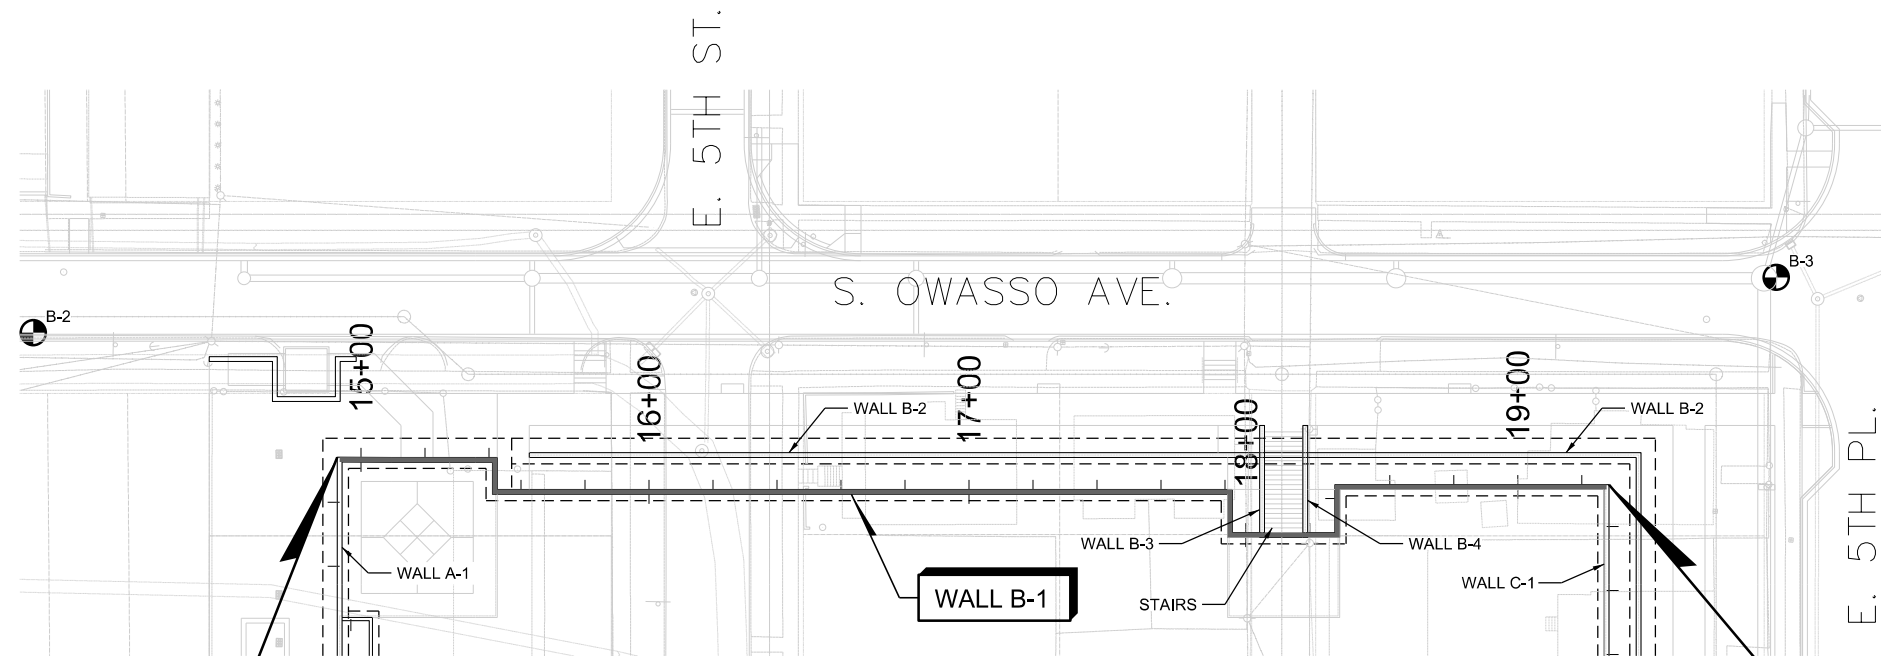 E. 5TH ST.
S. OWASSO AVE.
B-3
B-2
15+00
16+00
17+00
18+00
19+00
WALL B-2
WALL B-2
WALL B-3
WALL B-4
WALL A-1
WALL B-1
STAIRS
WALL C-1
E. 5TH PL.